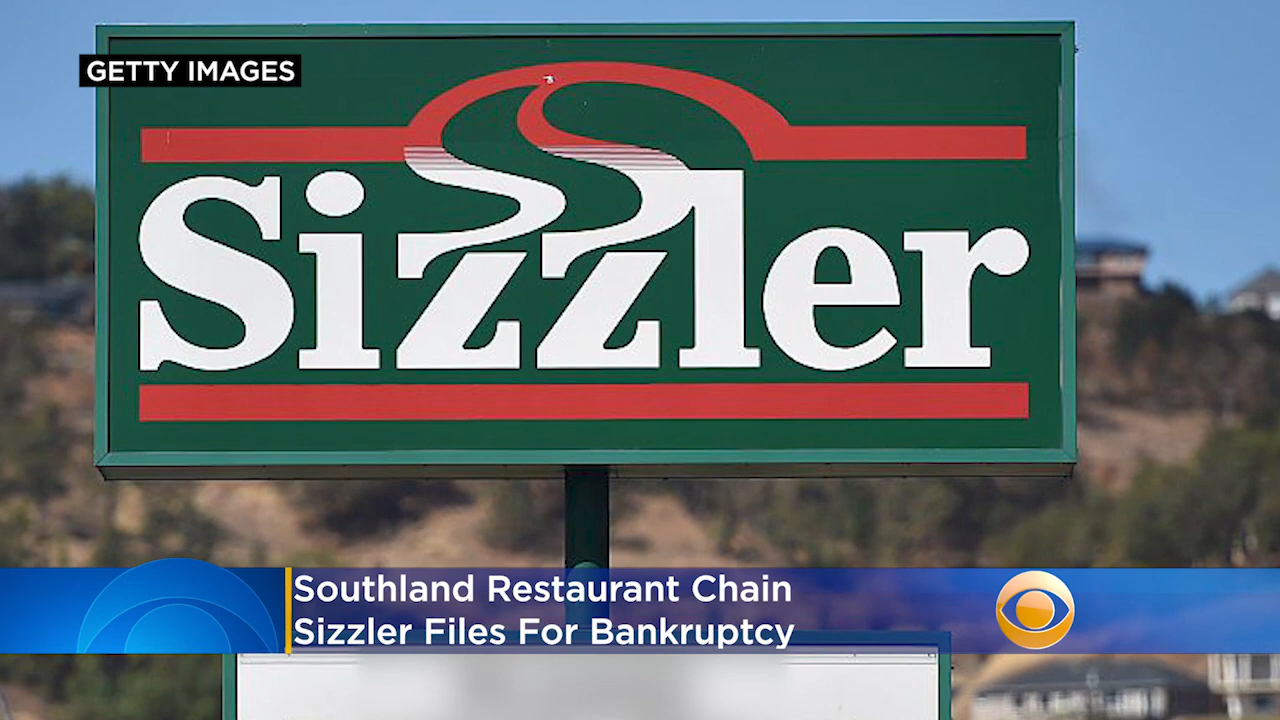 GETTY IMAGES
Sizzler
Southland Restaurant Chain
Sizzler Files For Bankruptcy